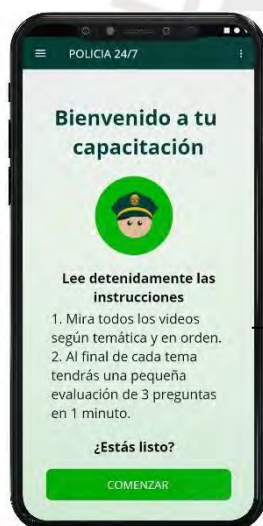 POLICIA 24/7
Bienvenido a tu
capacitación
Lee detenidamente las
instrucciones
1. Mira todos los videos
según temática y en orden.
2. Al final de cada tema
tendrás una pequeña
evaluación de 3 preguntas
en 1 minuto.
¿Estás listo?
COMENZAR